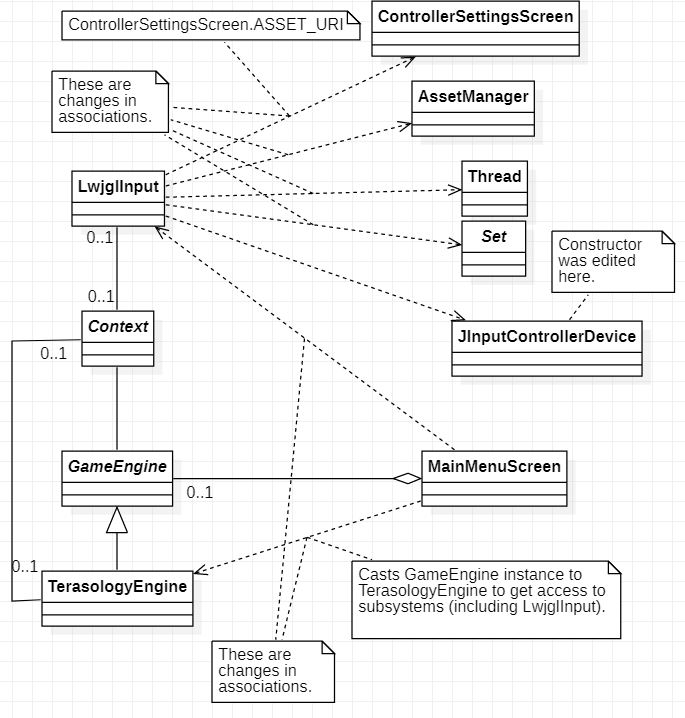 ControllerSettingsScreen.ASSET_URI
ControllerSettingsScreen
These are
changes in
associations.
AssetManager
LwjglInput
Thread
0..1
Set
Constructor
was edited
here.
0..1
Context
JInputControllerDevice
0..1
GameEngine
MainMenuScreen
0..1
0..1
TerasologyEngine
Casts GameEngine instance to
TerasologyEngine to get access to
subsystems (including LwjglInput).
These are
changes in
associations.